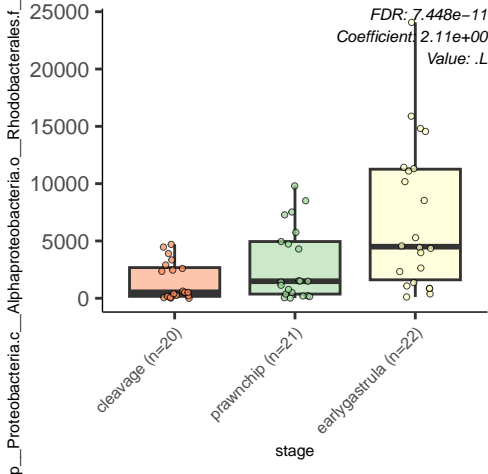 p__Proteobacteria.c__Alphaproteobacteria.o__Rhodobacterales.f_
25000
20000
15000
10000
5000
0
FDR: 7.448e−11
Coefficient: 2.11e+00
Value: .L
cleavage (n=20)
prawnchip (n=21)
earlygastrula (n=22)
stage